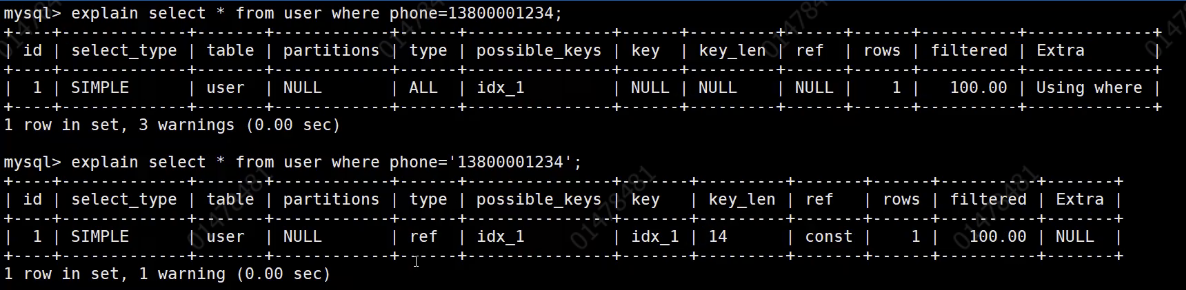 mysql> explain select * from user where phone=13800001234;
+----+-------------+-------+------------+------+---------------+------+---------+------+------+----------+-------------+
| id | select_type | table | partitions | type | possible_keys | key | key_len | ref | rows | filtered | Extra |
+----+-------------+-------+------------+------+---------------+------+---------+------+------+----------+-------------+
| 1 | SIMPLE | user | NULL | ALL | idx_1 | NULL | NULL | NULL | 1 | 100.00 | Using where |
+----+-------------+-------+------------+------+---------------+------+---------+------+------+----------+-------------+
1 row in set, 3 warnings (0.00 sec)
mysql> explain select * from user where phone='13800001234';
+----+-------------+-------+------------+------+---------------+-------+---------+-------+------+----------+-------+
| id | select_type | table | partitions | type | possible_keys | key | key_len | ref | rows | filtered | Extra |
+----+-------------+-------+------------+------+---------------+-------+---------+-------+------+----------+-------+
| 1 | SIMPLE | user | NULL | ref | idx_1 | idx_1 | 14 | const | 1 | 100.00 | NULL |
+----+-------------+-------+------------+------+---------------+-------+---------+-------+------+----------+-------+
1 row in set, 1 warning (0.00 sec)
01478481
01478481
01478481